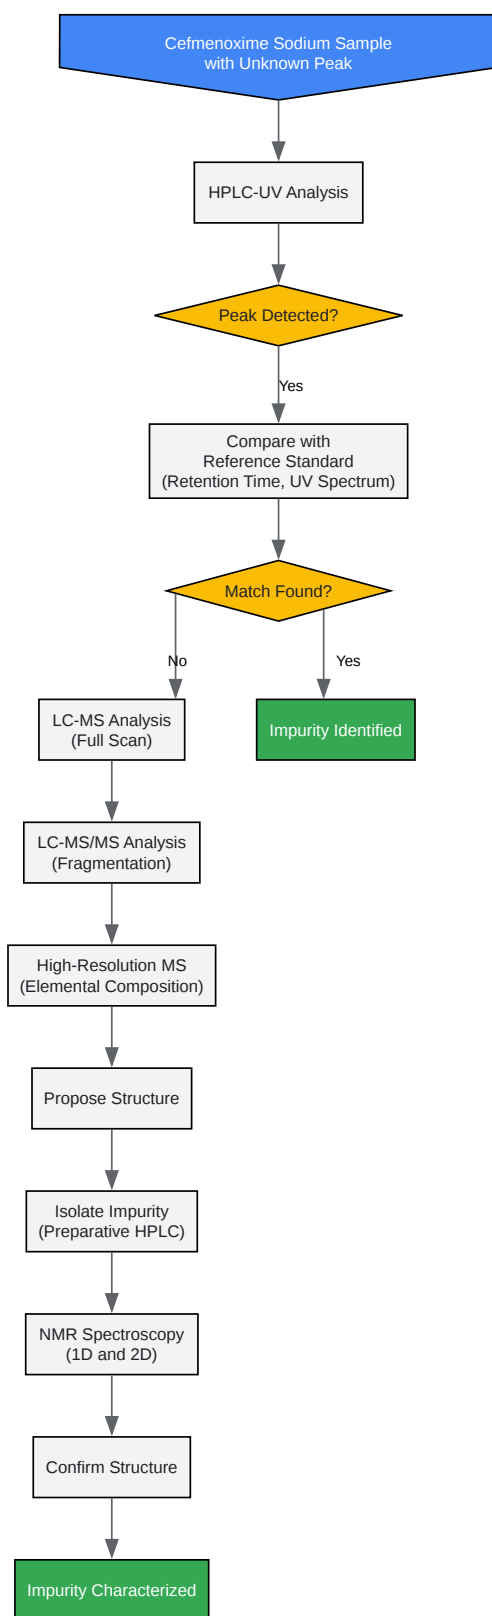 Cefmenoxime Sodium Sample
with Unknown Peak
HPLC-UV Analysis
Peak Detected?
Yes
Compare with
Reference Standard
(Retention Time, UV Spectrum)
Match Found?
No
Yes
LC-MS Analysis
(Full Scan)
Impurity Identified
LC-MS/MS Analysis
(Fragmentation)
High-Resolution MS
(Elemental Composition)
Propose Structure
Isolate Impurity
(Preparative HPLC)
NMR Spectroscopy
(1D and 2D)
Confirm Structure
Impurity Characterized